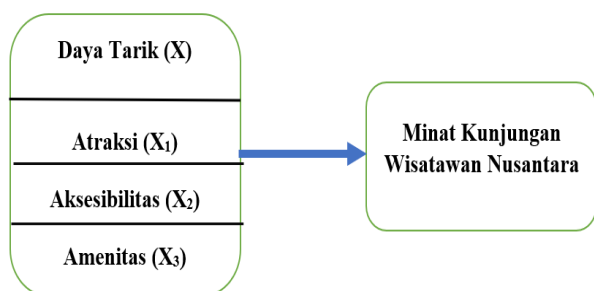 Daya Tarik (X)
Atraksi (X₁)
Aksesibilitas (X₂)
Amenitas (X₃)
Minat Kunjungan
Wisatawan Nusantara